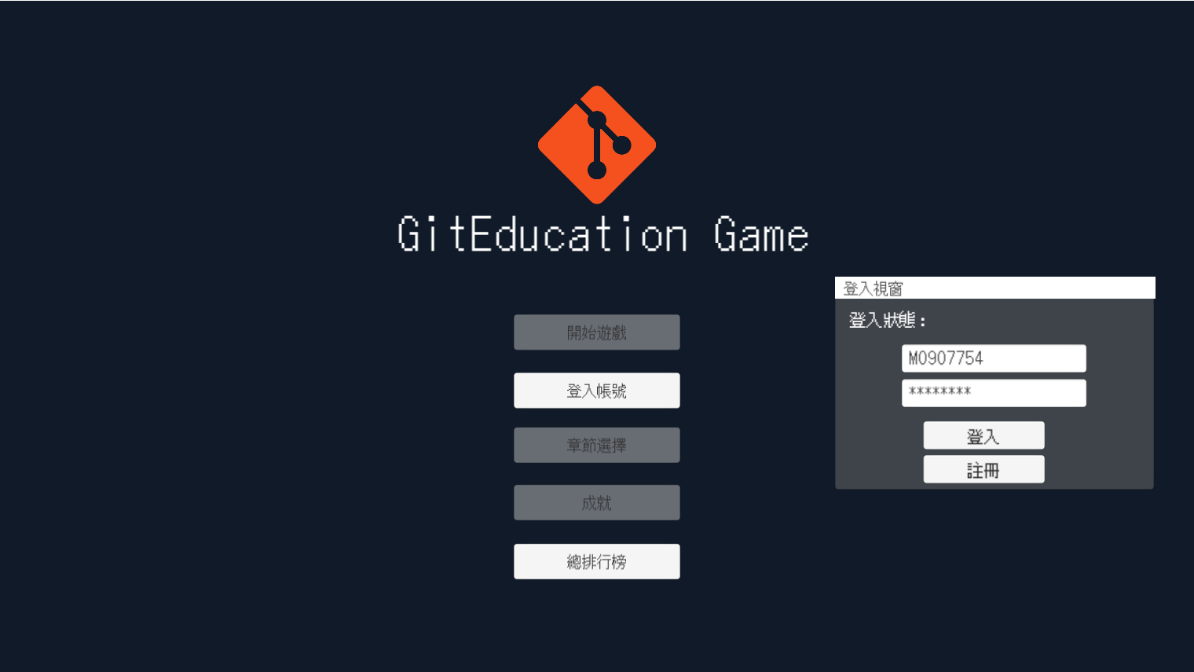 GitEducation Game
開始遊戲
登入帳號
章節選擇
成就
總排行榜
登入視窗
登入狀態：
M0907754
********
登入
註冊